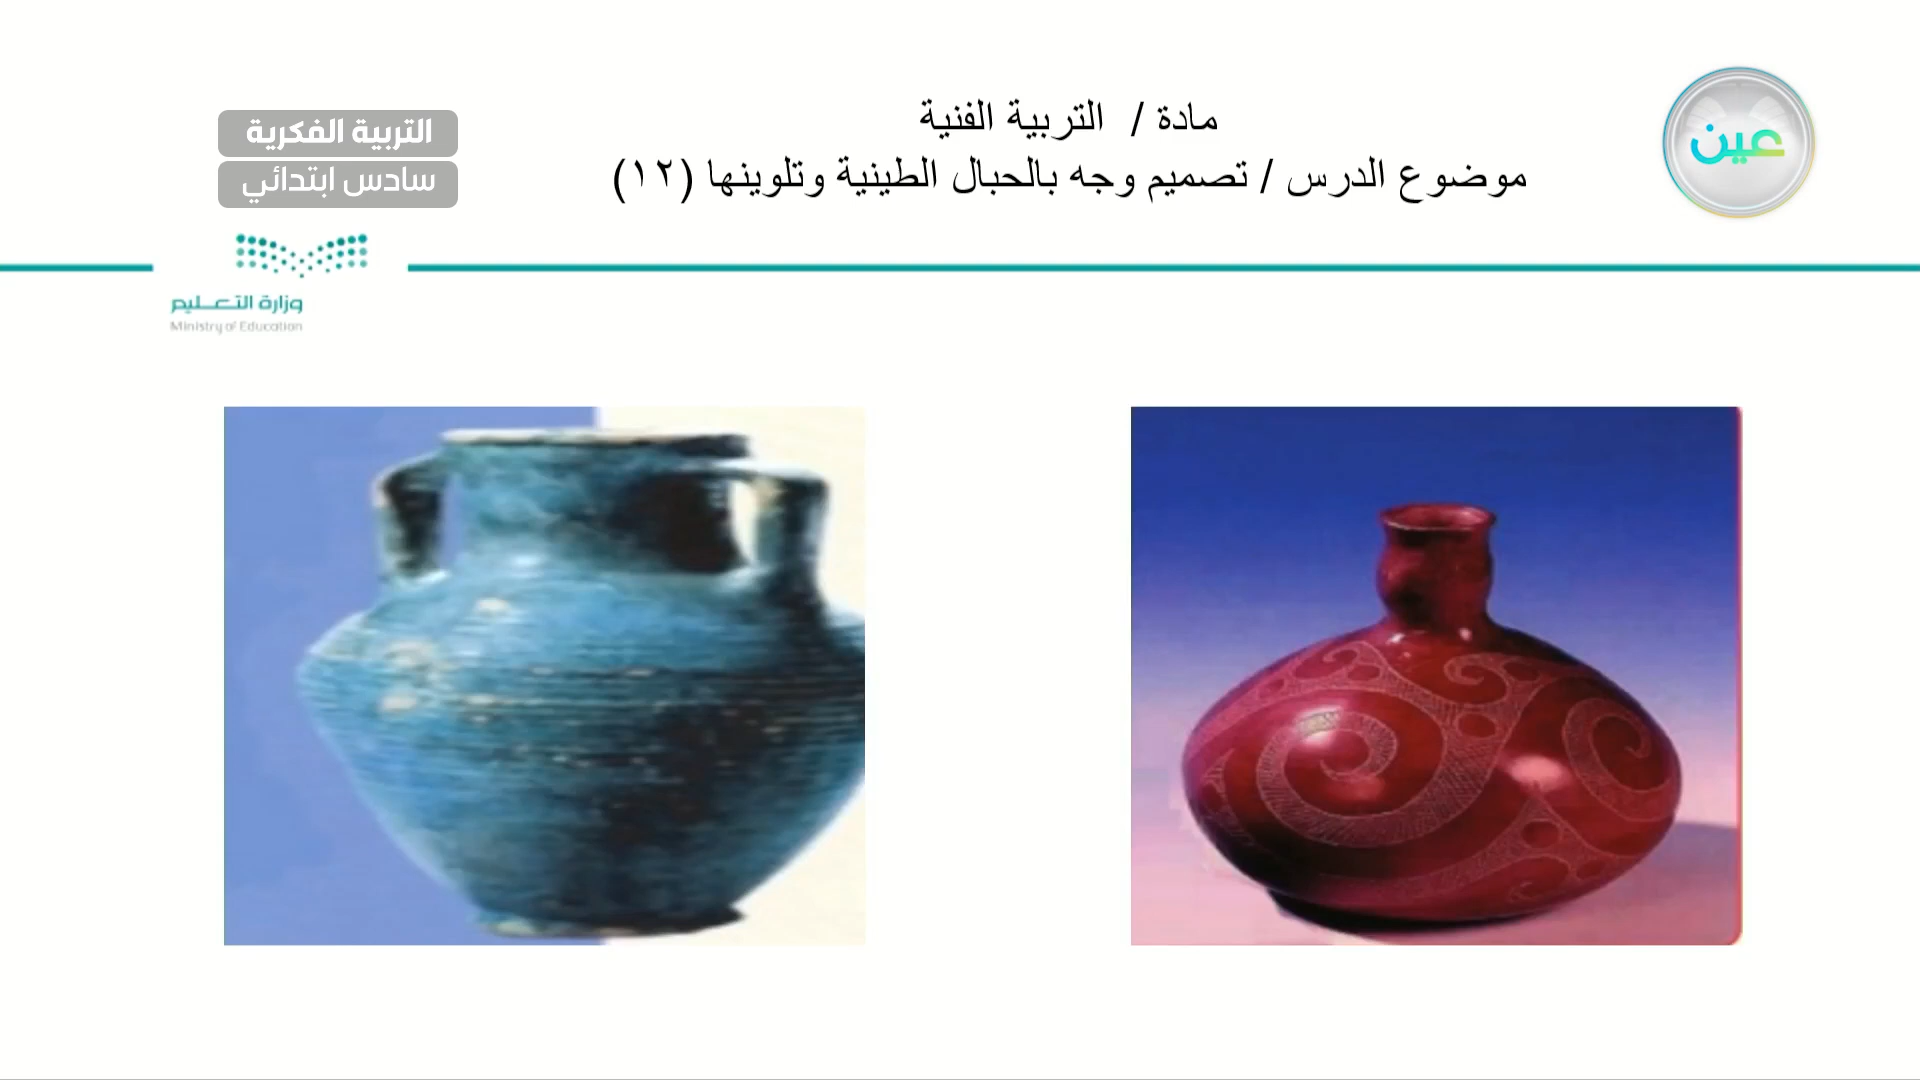 مادة / التربية الفنية
موضوع الدرس / تصميم وجه بالحبال الطينية وتلوينها (١٢)
عين
التربية الفكرية
سادس ابتدائي
وزارة التعـــليم
Ministry of Education